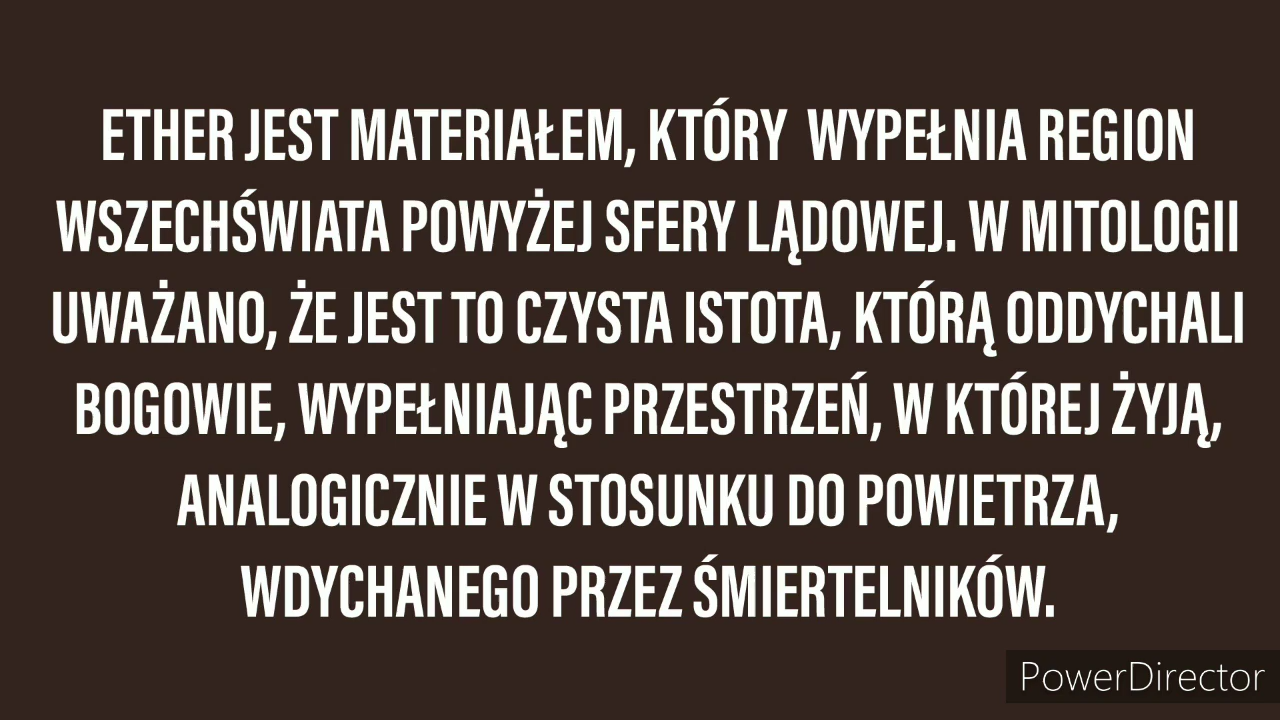 ETHER JEST MATERIAŁEM, KTÓRY WYPEŁNIA REGION
WSZECHŚWIATA POWYŻEJ SFERY LĄDOWEJ. W MITOLOGII
UWAŻANO, ŻE JEST TO CZYSTA ISTOTA, KTÓRĄ ODDYCHALI
BOGOWIE, WYPEŁNIAJĄC PRZESTRZEŃ, W KTÓREJ ŻYJĄ,
ANALOGICZNIE W STOSUNKU DO POWIETRZA,
WDYCHANEGO PRZEZ ŚMIERTELNIKÓW.
PowerDirector